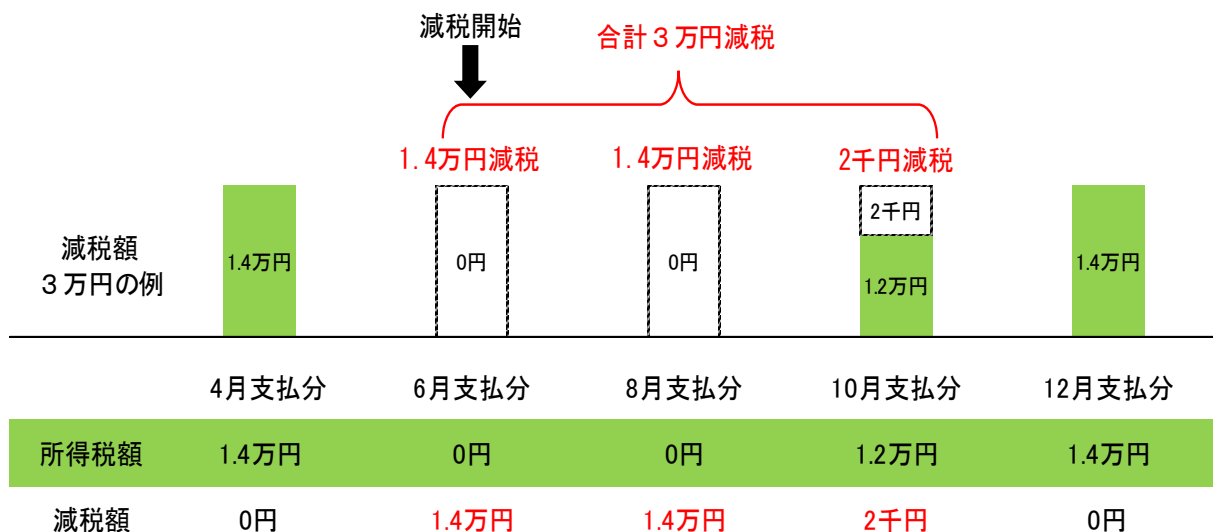 減税開始
合計３万円減税
1.4万円減税 1.4万円減税 2千円減税
2千円
減税額
３万円の例
1.4万円 0円 0円 1.2万円 1.4万円
4月支払分 6月支払分 8月支払分 10月支払分 12月支払分
所得税額 1.4万円 0円 0円 1.2万円 1.4万円
減税額 0円 1.4万円 1.4万円 2千円 0円